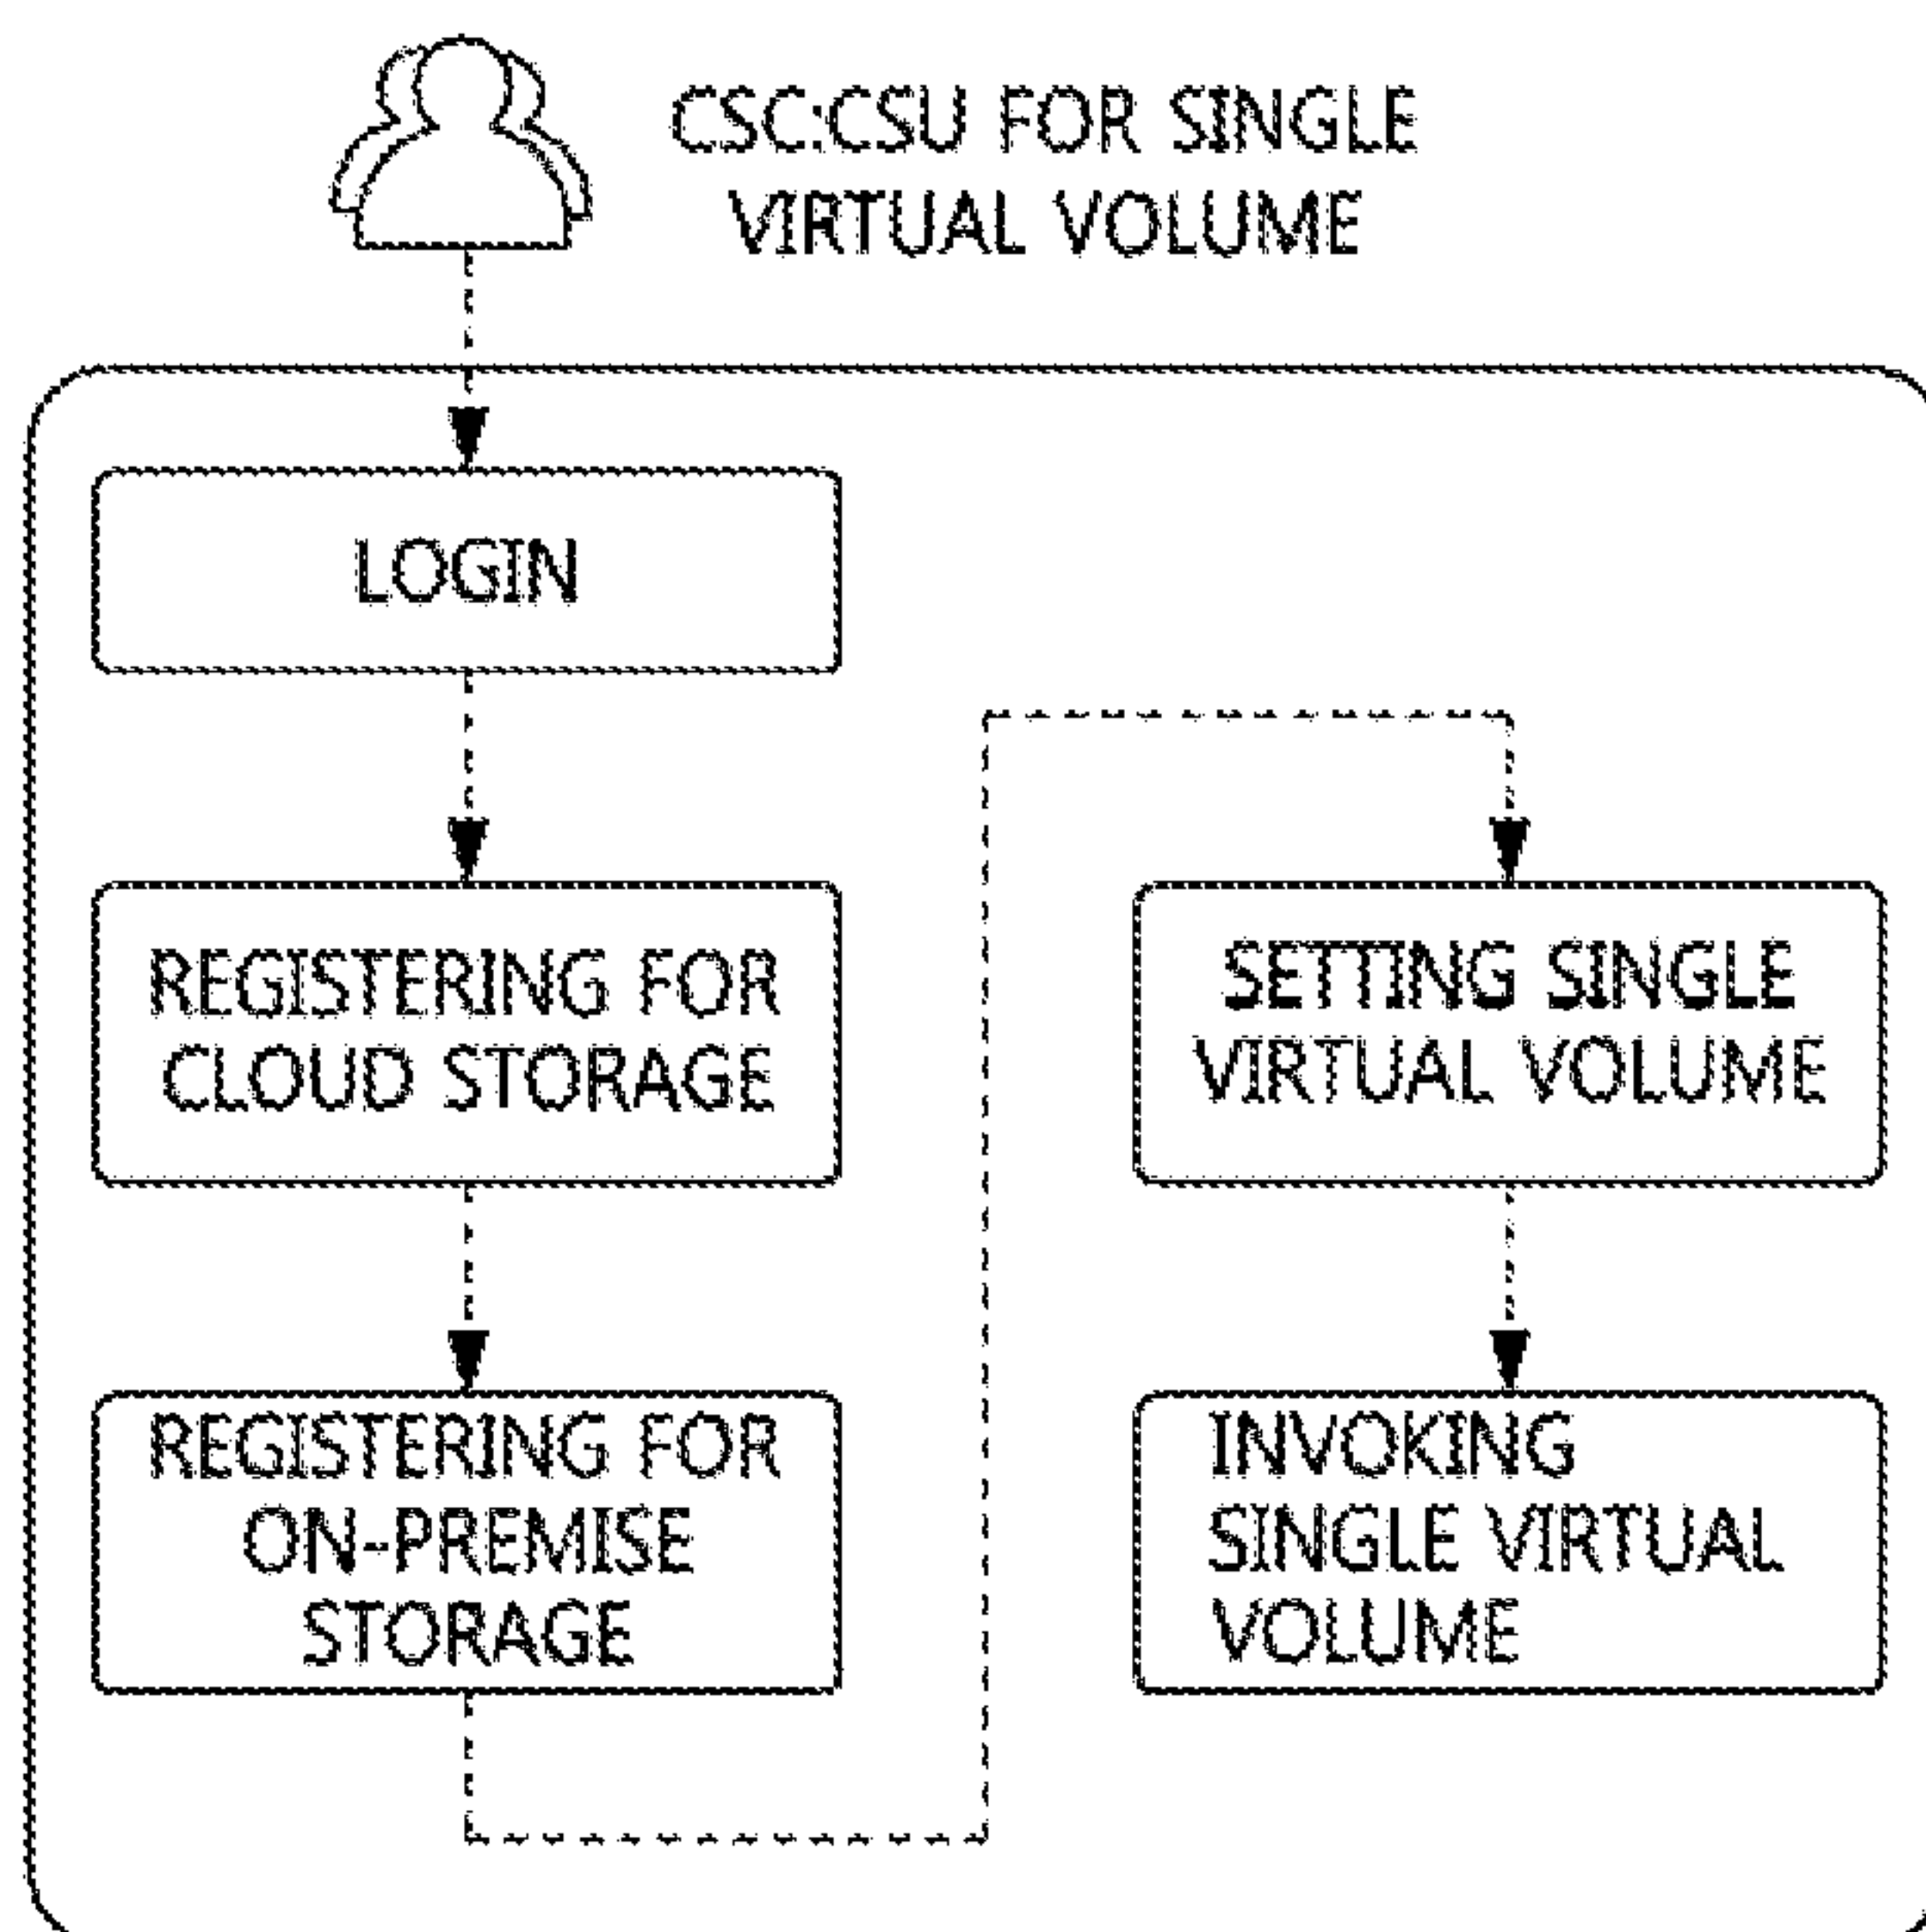 CSC:CSU FOR SINGLE
VIRTUAL VOLUME
LOGIN
REGISTERING FOR
CLOUD STORAGE
REGISTERING FOR
ON-PREMISE
STORAGE
SETTING SINGLE
VIRTUAL VOLUME
INVOKING
SINGLE VIRTUAL
VOLUME